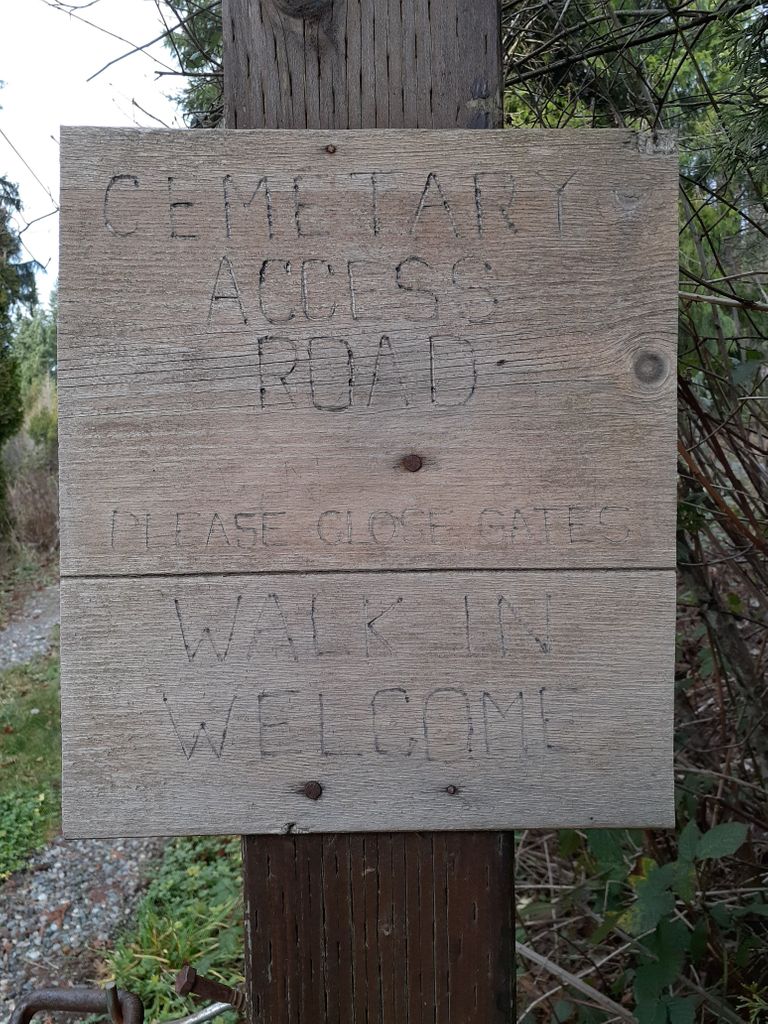 CEMETARY
ACCESS
ROAD
PLEASE CLOSE GATES
WALK IN
WELCOME